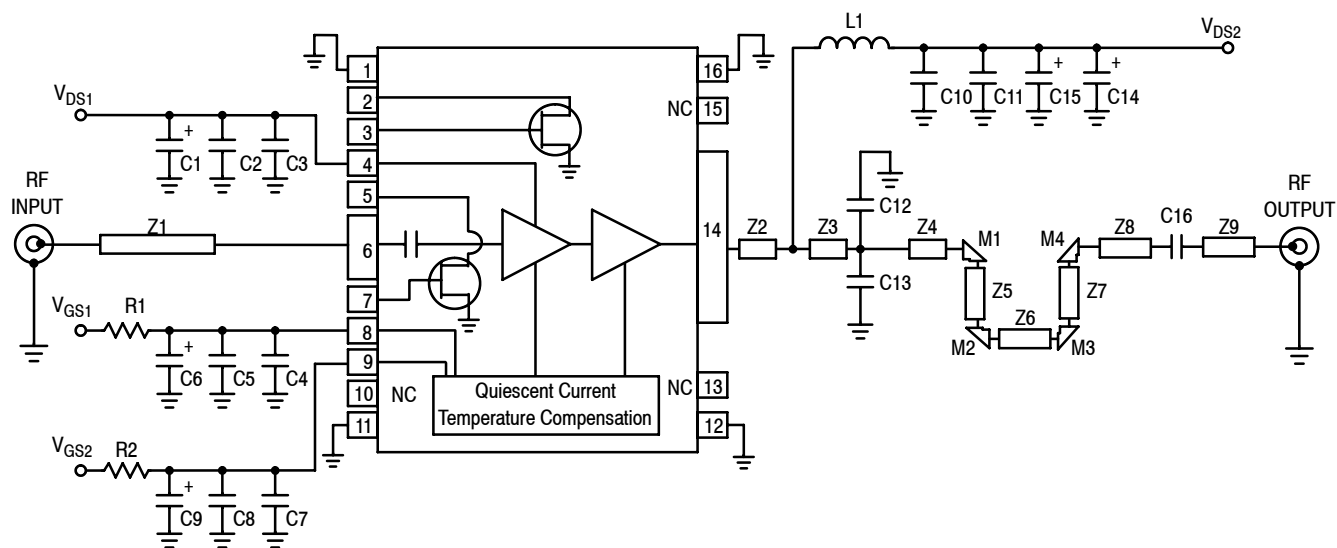 L1
VDS2
1
16
2
NC
15
C10
C11
+
C15
+
C14
VDS1
3
+
C1
C2
C3
4
RF
INPUT
5
C12
RF
OUTPUT
Z1
6
14
Z2
Z3
Z4
M1
M4
Z8
C16
Z9
C13
7
Z5
Z7
VGS1
R1
8
Z6
M2
M3
+
C6
C5
C4
9
10
NC
Quiescent Current
Temperature Compensation
NC
13
11
12
VGS2
R2
+
C9
C8
C7